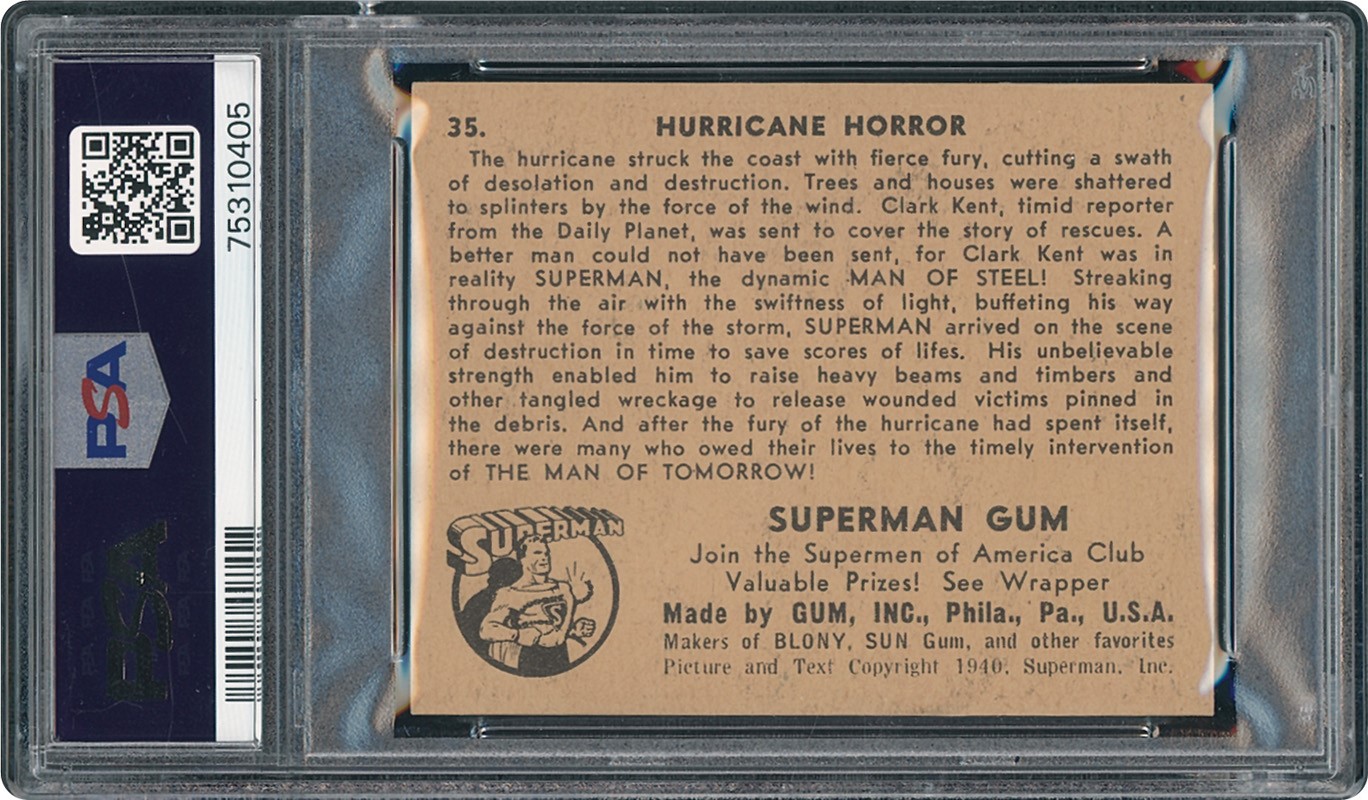 75310405
PSA
PSA
35. HURRICANE HORROR
The hurricane struck the coast with fierce fury, cutting a swath
of desolation and destruction. Trees and houses were shattered
to splinters by the force of the wind. Clark Kent, timid reporter
from the Daily Planet, was sent to cover the story of rescues. A
better man could not have been sent, for Clark Kent was in
reality SUPERMAN, the dynamic MAN OF STEEL! Streaking
through the air with the swiftness of light, buffeting his way
against the force of the storm, SUPERMAN arrived on the scene
of destruction in time to save scores of lifes. His unbelievable
strength enabled him to raise heavy beams and timbers and
other tangled wreckage to release wounded victims pinned in
the debris. And after the fury of the hurricane had spent itself,
there were many who owed their lives to the timely intervention
of THE MAN OF TOMORROW!
SUPERMAN
S
SUPERMAN GUM
Join the Supermen of America Club
Valuable Prizes! See Wrapper
Made by GUM, INC., Phila., Pa., U.S.A.
Makers of BLONY, SUN Gum, and other favorites
Picture and Text Copyright 1940, Superman, Inc.